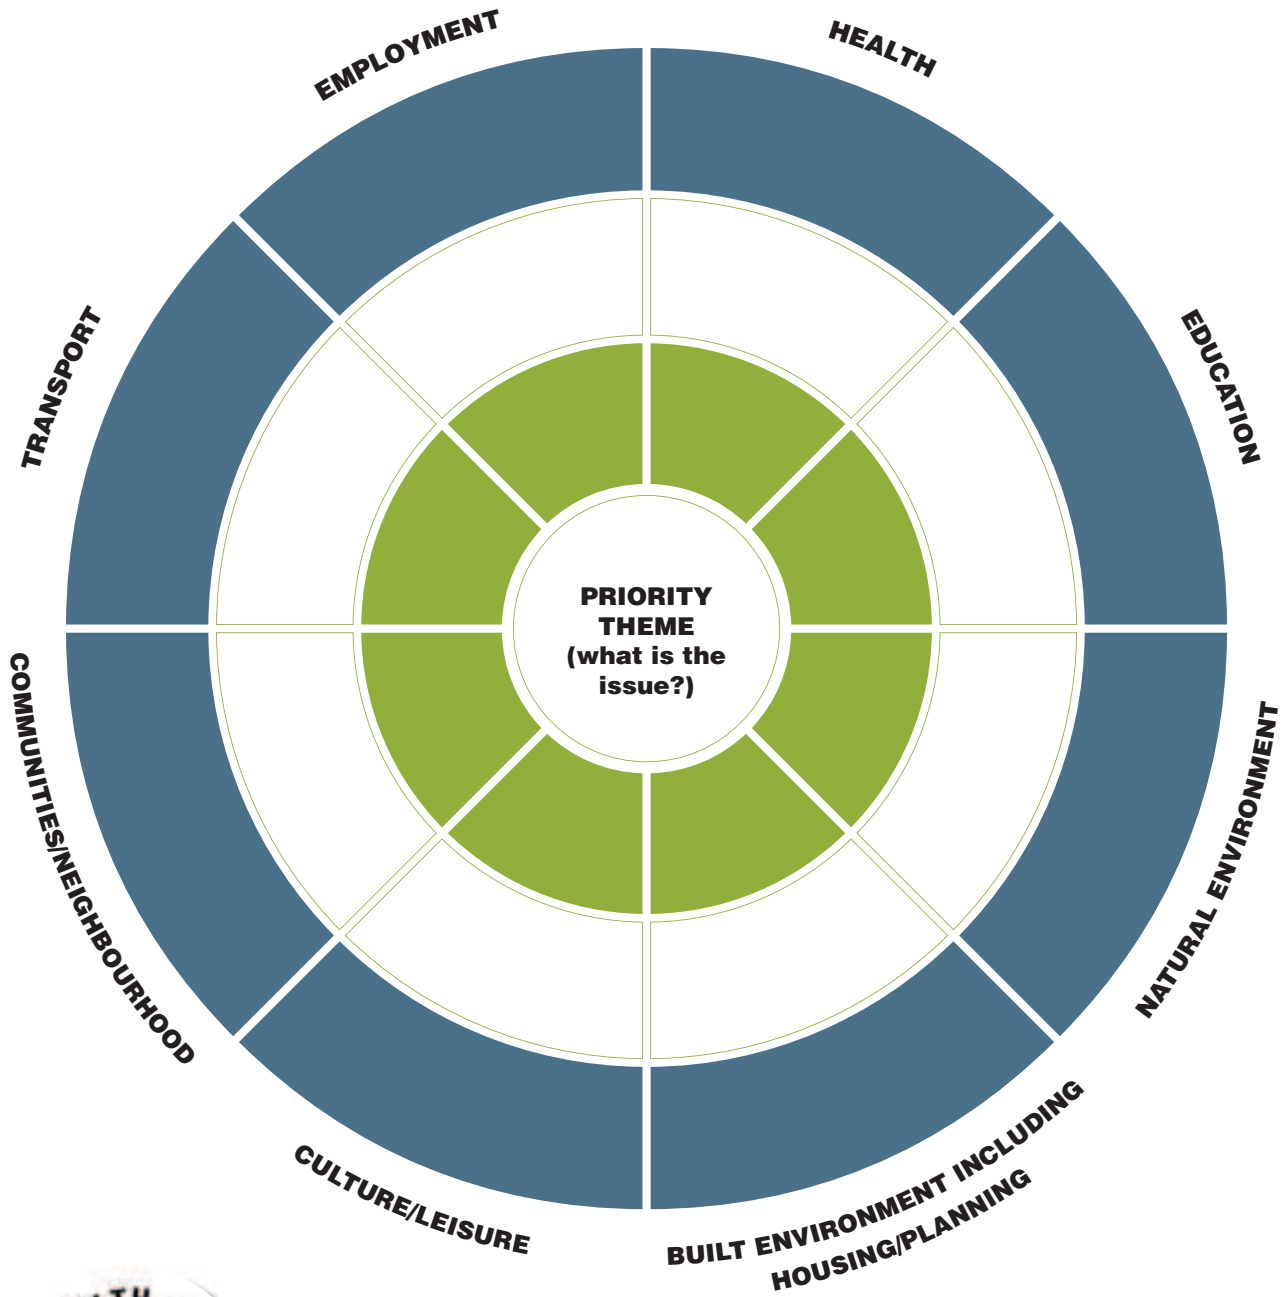 EMPLOYMENT
HEALTH
TRANSPORT
EDUCATION
PRIORITY
THEME
(what is the
issue?)
COMMUNITIES/NEIGHBOURHOOD
NATURAL ENVIRONMENT
CULTURE/LEISURE
BUILT ENVIRONMENT INCLUDING
HOUSING/PLANNING